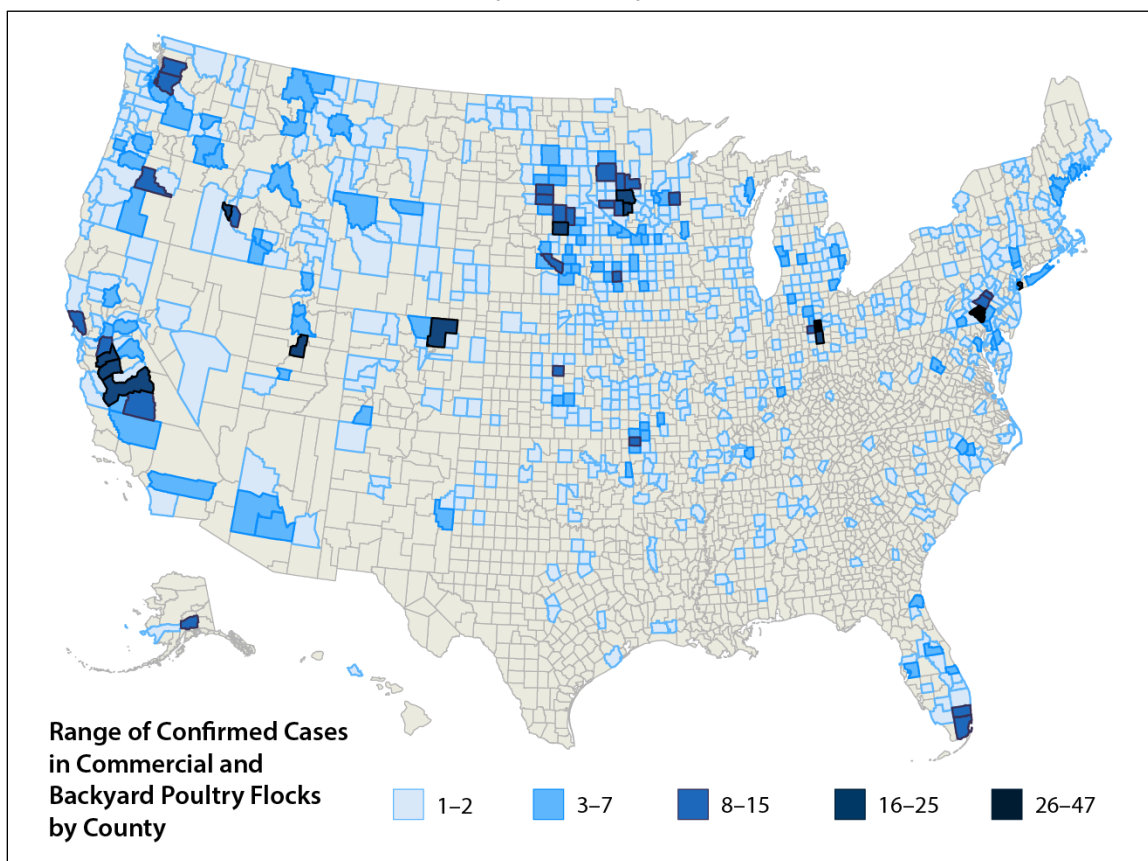 Range of Confirmed Cases
in Commercial and
Backyard Poultry Flocks
by County
1–2
3–7
8–15
16–25
26–47